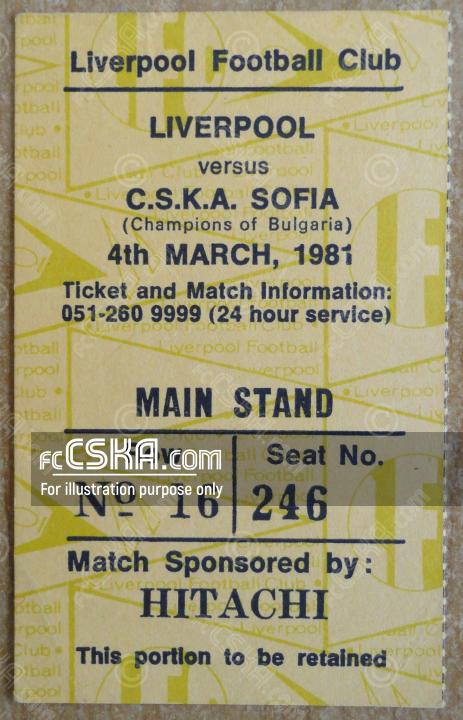 Liverpool Football Club
LIVERPOOL
versus
C.S.K.A. SOFIA
(Champions of Bulgaria)
4th MARCH, 1981
Ticket and Match Information:
051-260 9999 (24 hour service)
MAIN STAND
Seat No.
fcCSKA.com
For illustration purpose only
Nº 16 246
Match Sponsored by:
HITACHI
This portion to be retained